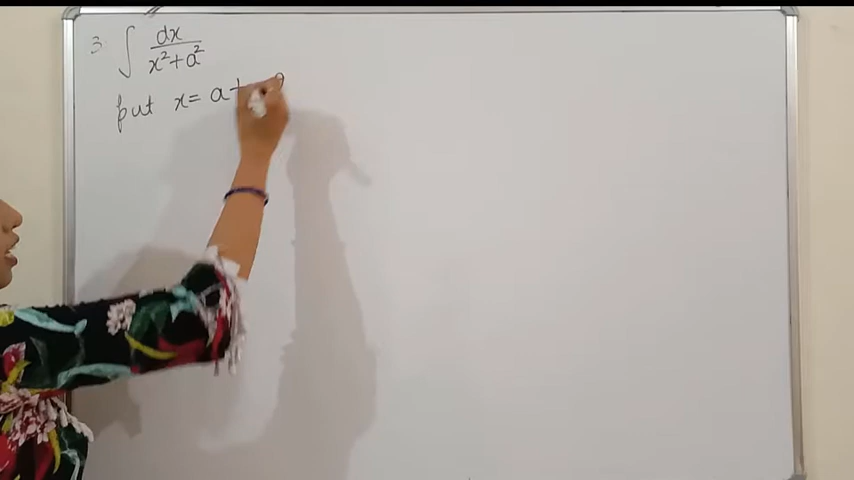 3. ∫ dx / x² + a²
put x = a t